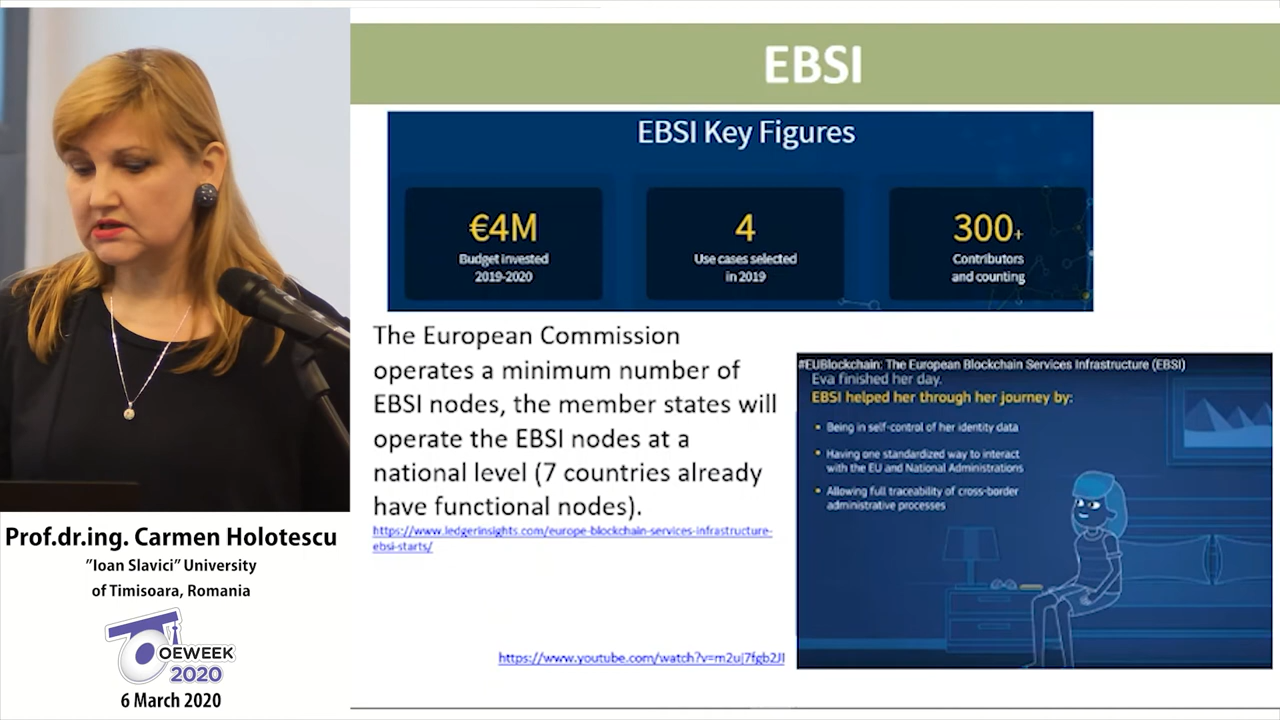 EBSI
EBSI Key Figures
€4M
Budget invested
2019-2020
4
Use cases selected
in 2019
300+
Contributors
and counting
The European Commission
operates a minimum number of
EBSI nodes, the member states will
operate the EBSI nodes at a
national level (7 countries already
have functional nodes).
https://www.ledgerinsights.com/europe-blockchain-services-infrastructure-
ebsi-starts/
#EUBlockchain: The European Blockchain Services Infrastructure (EBSI)
Eva finished her day.
EBSI helped her through her journey by:
Being in self-control of her identity data
Having one standardized way to interact
with the EU and National Administrations
Allowing full traceability of cross-border
administrative processes
Prof.dr.ing. Carmen Holotescu
"Ioan Slavici" University
of Timisoara, Romania
OEWEEK
2020
6 March 2020